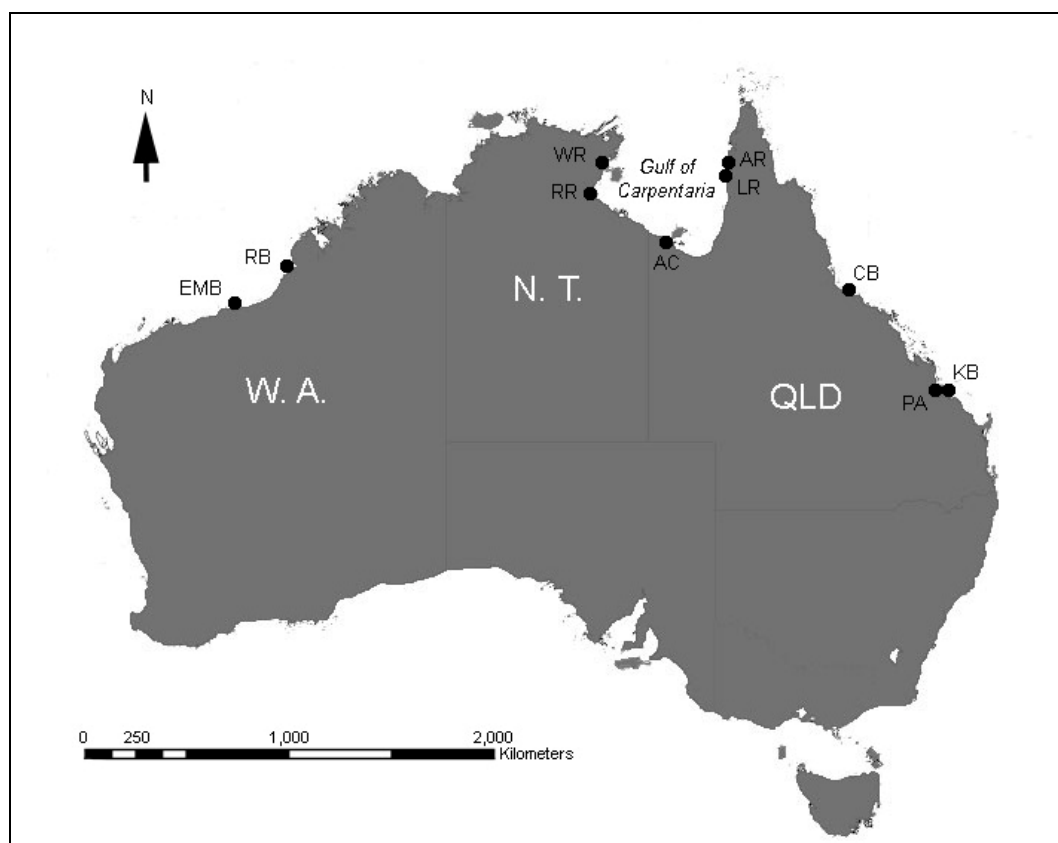 N
WR
Gulf of
Carpentaria
AR
LR
RR
AC
RB
EMB
CB
N. T.
W. A.
QLD
KB
PA
0 250 1,000 2,000
Kilometers